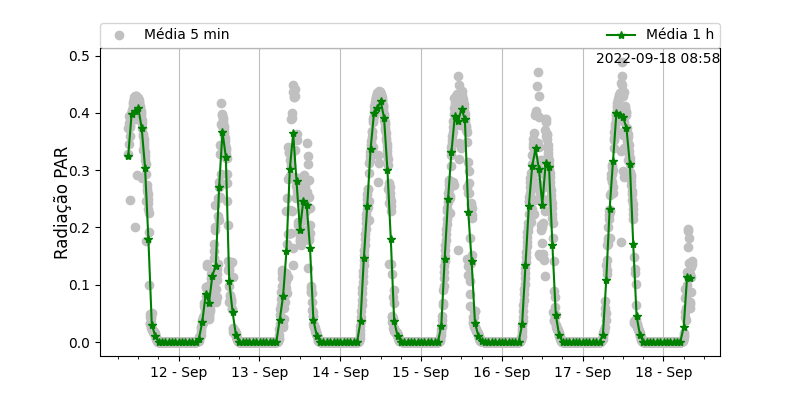 Média 5 min
Média 1 h
2022-09-18 08:58
Radiação PAR
0.5
0.4
0.3
0.2
0.1
0.0
12 - Sep
13 - Sep
14 - Sep
15 - Sep
16 - Sep
17 - Sep
18 - Sep